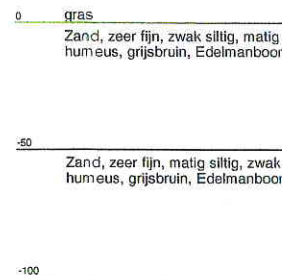 0 gras
Zand, zeer fijn, zwak siltig, matig
humeus, grijsbruin, Edelmanboor
-50
Zand, zeer fijn, matig siltig, zwak
humeus, grijsbruin, Edelmanboor
-100